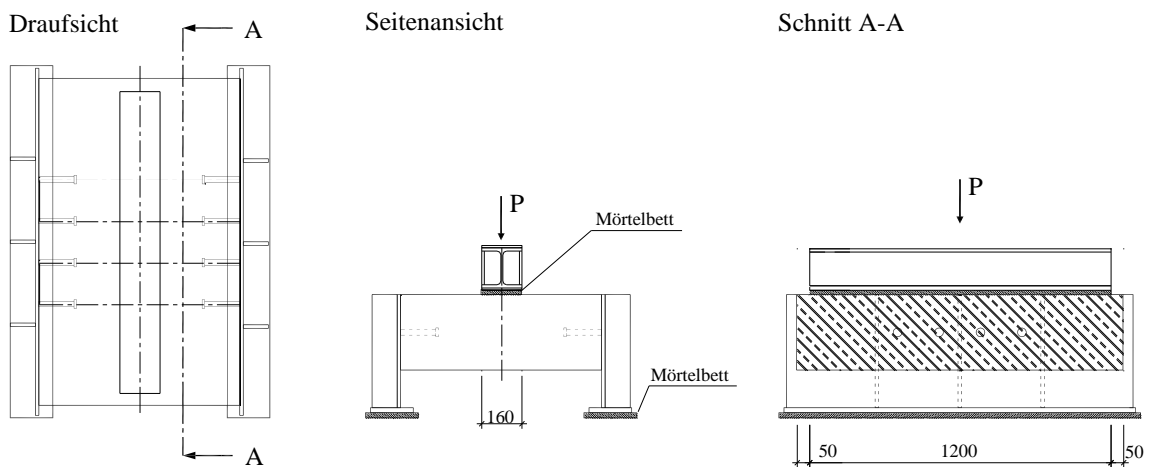 Draufsicht
Seitenansicht
Schnitt A-A
A
P
P
Mörtelbett
Mörtelbett
160
A
50
1200
50